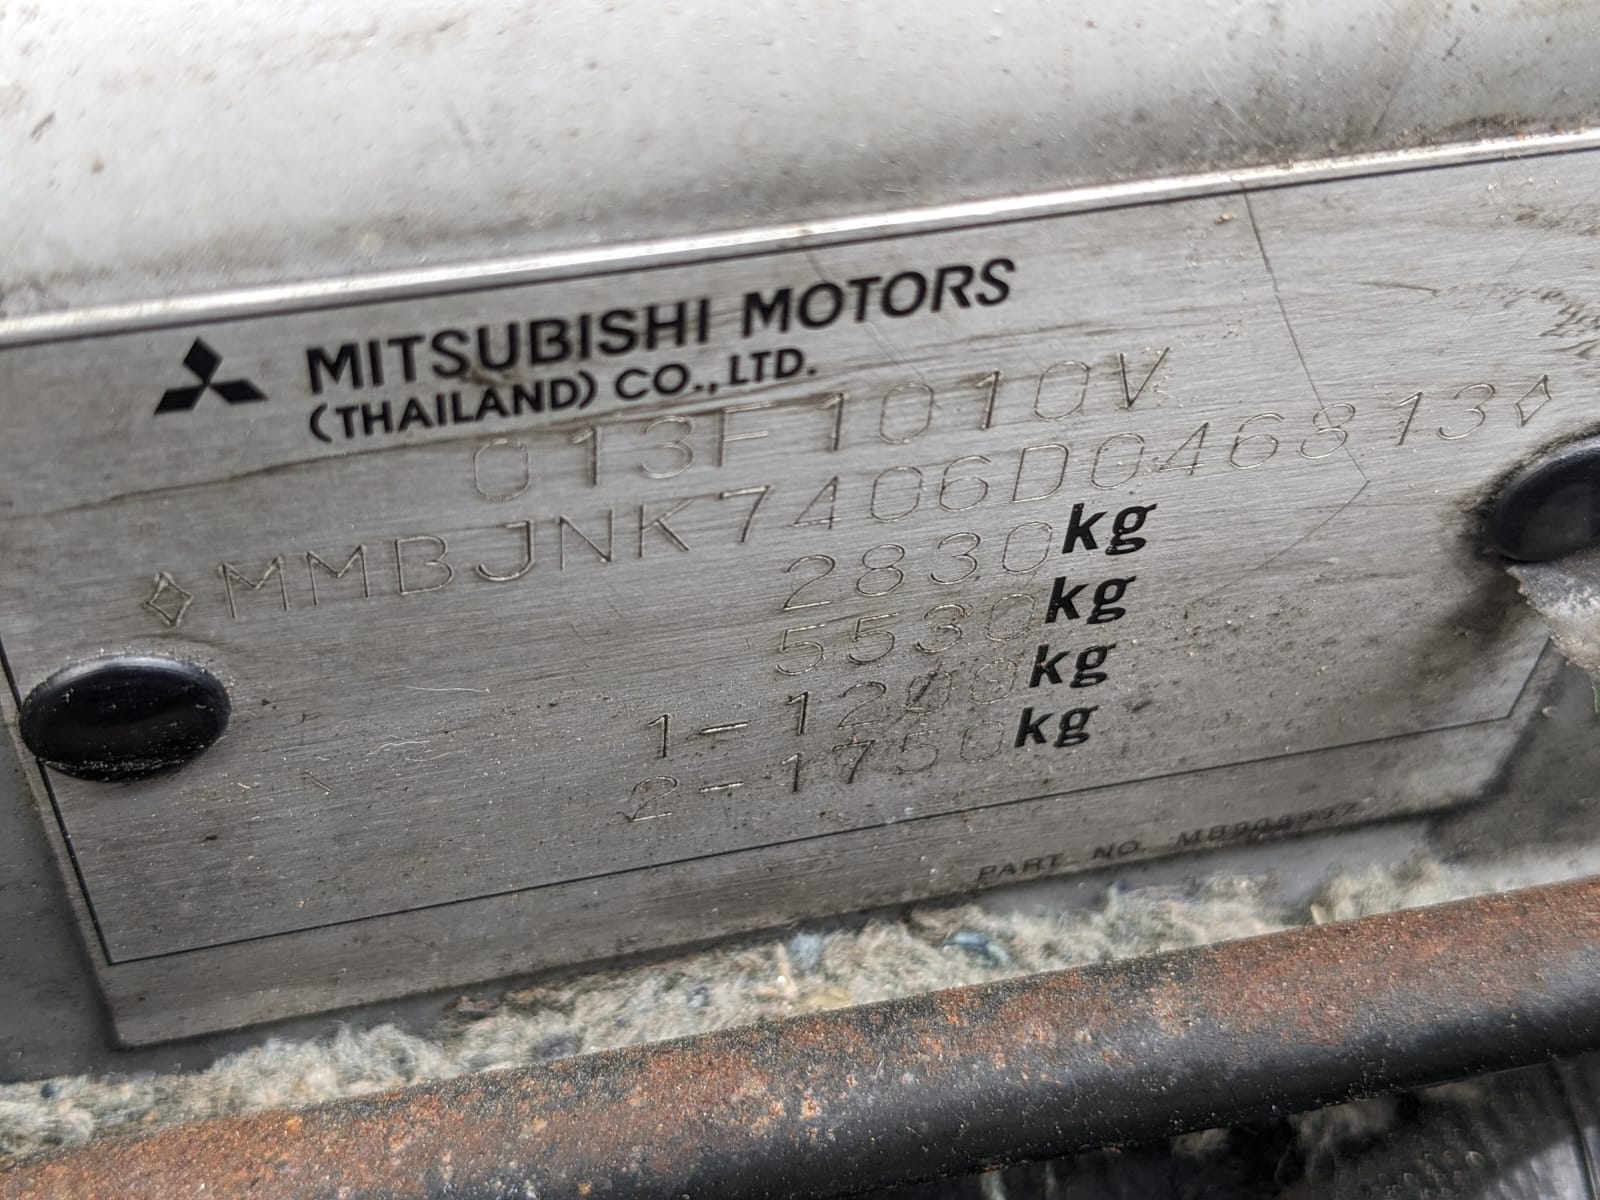 MITSUBISHI MOTORS
(THAILAND) CO.,LTD.
013F1010V
◊MMBJNK7406D046813◊
2830kg
5530kg
1-1200kg
2-1750kg
PART NO.